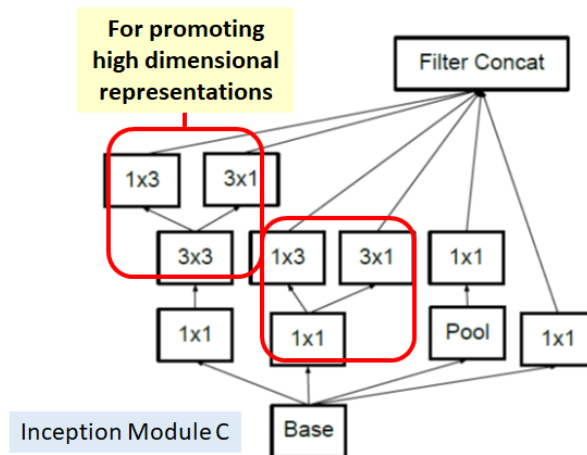 For promoting
high dimensional
representations
Filter Concat
1x3
3x1
3x3
1x3
3x1
1x1
1x1
1x1
Pool
1x1
Inception Module C
Base